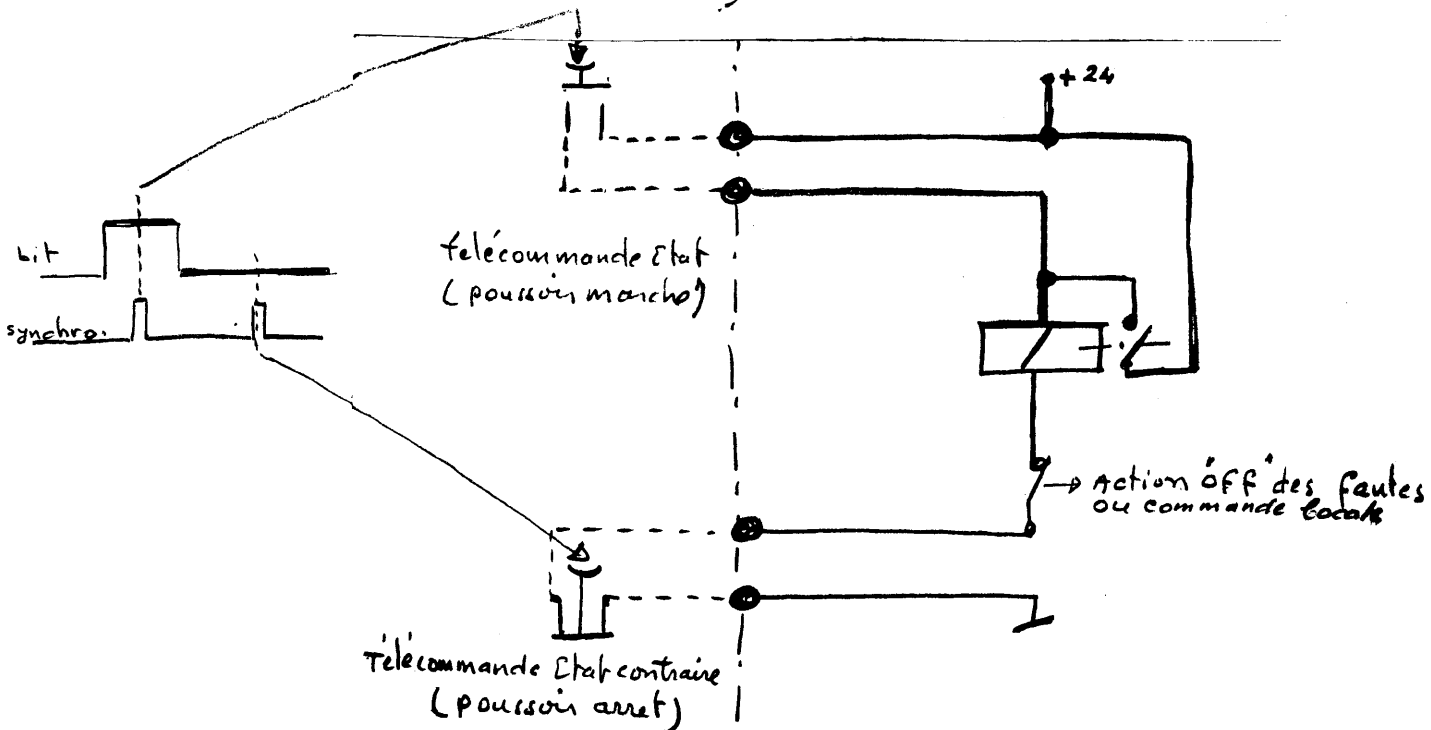 + 24
bit
télécommande Etat
(poussoir marche)
synchro.
→ Action "off" des fautes
ou commande locale
Télécommande Etat contraire
(poussoir arret)